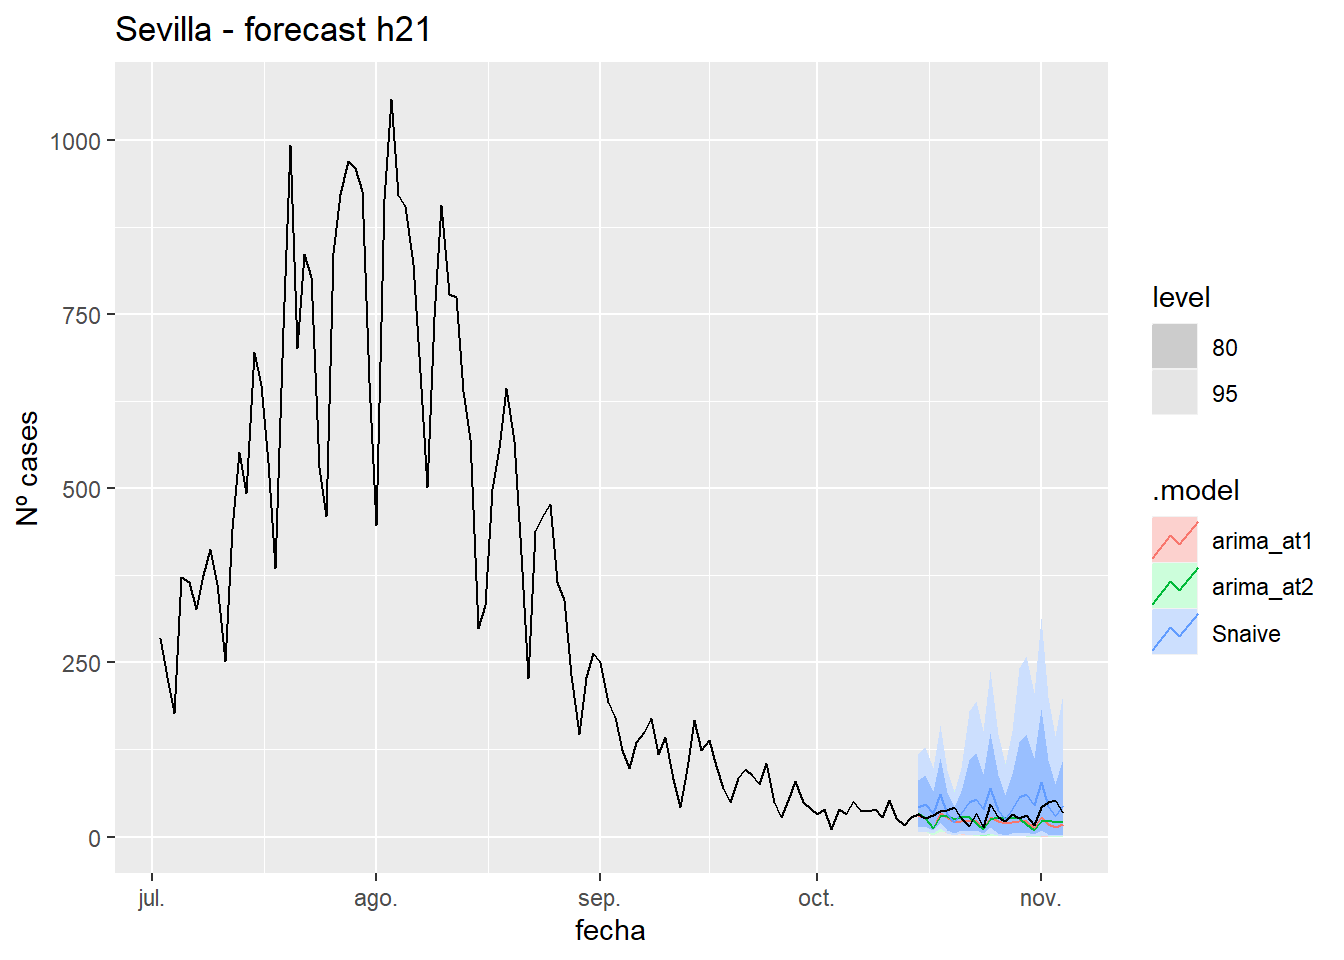 Sevilla - forecast h21
Nº cases
1000
750
500
250
0
jul.
ago.
sep.
oct.
nov.
fecha
level
80
95
.model
arima_at1
arima_at2
Snaive